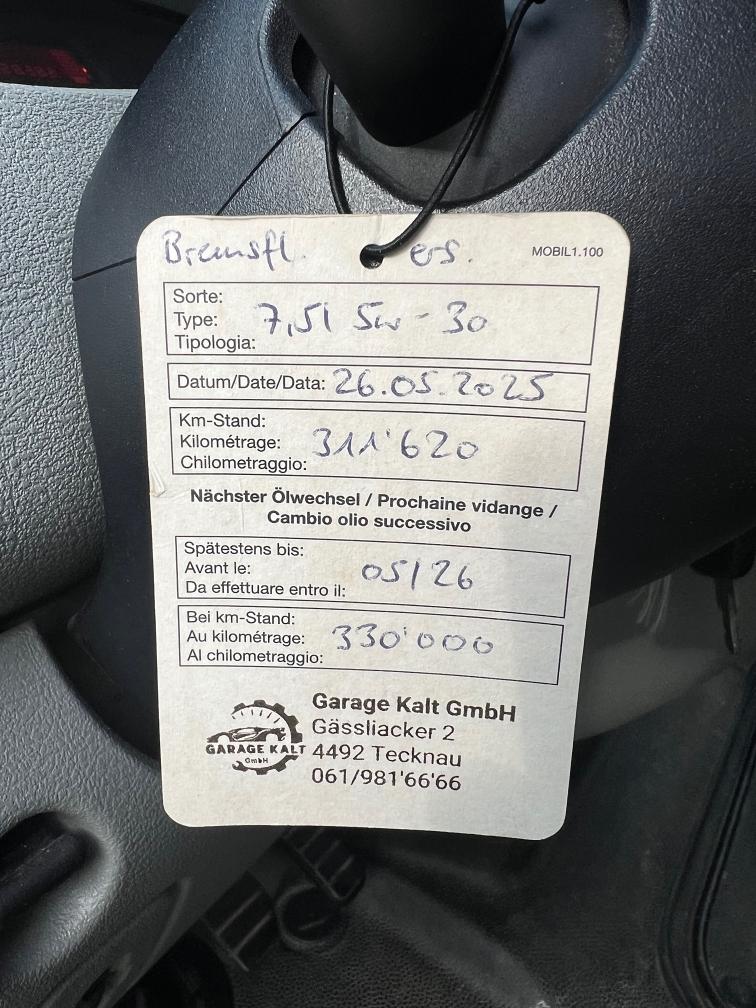 Bremsfl. ers. MOBIL1.100
Sorte:
Type: 7,5l 5w - 30
Tipologia:
Datum/Date/Data: 26.05.2025
Km-Stand:
Kilométrage: 311'620
Chilometraggio:
Nächster Ölwechsel / Prochaine vidange /
Cambio olio successivo
Spätestens bis:
Avant le: 05/26
Da effettuare entro il:
Bei km-Stand:
Au kilométrage: 330'000
Al chilometraggio:
GARAGE KALT
GmbH
Garage Kalt GmbH
Gässliacker 2
4492 Tecknau
061/981'66'66